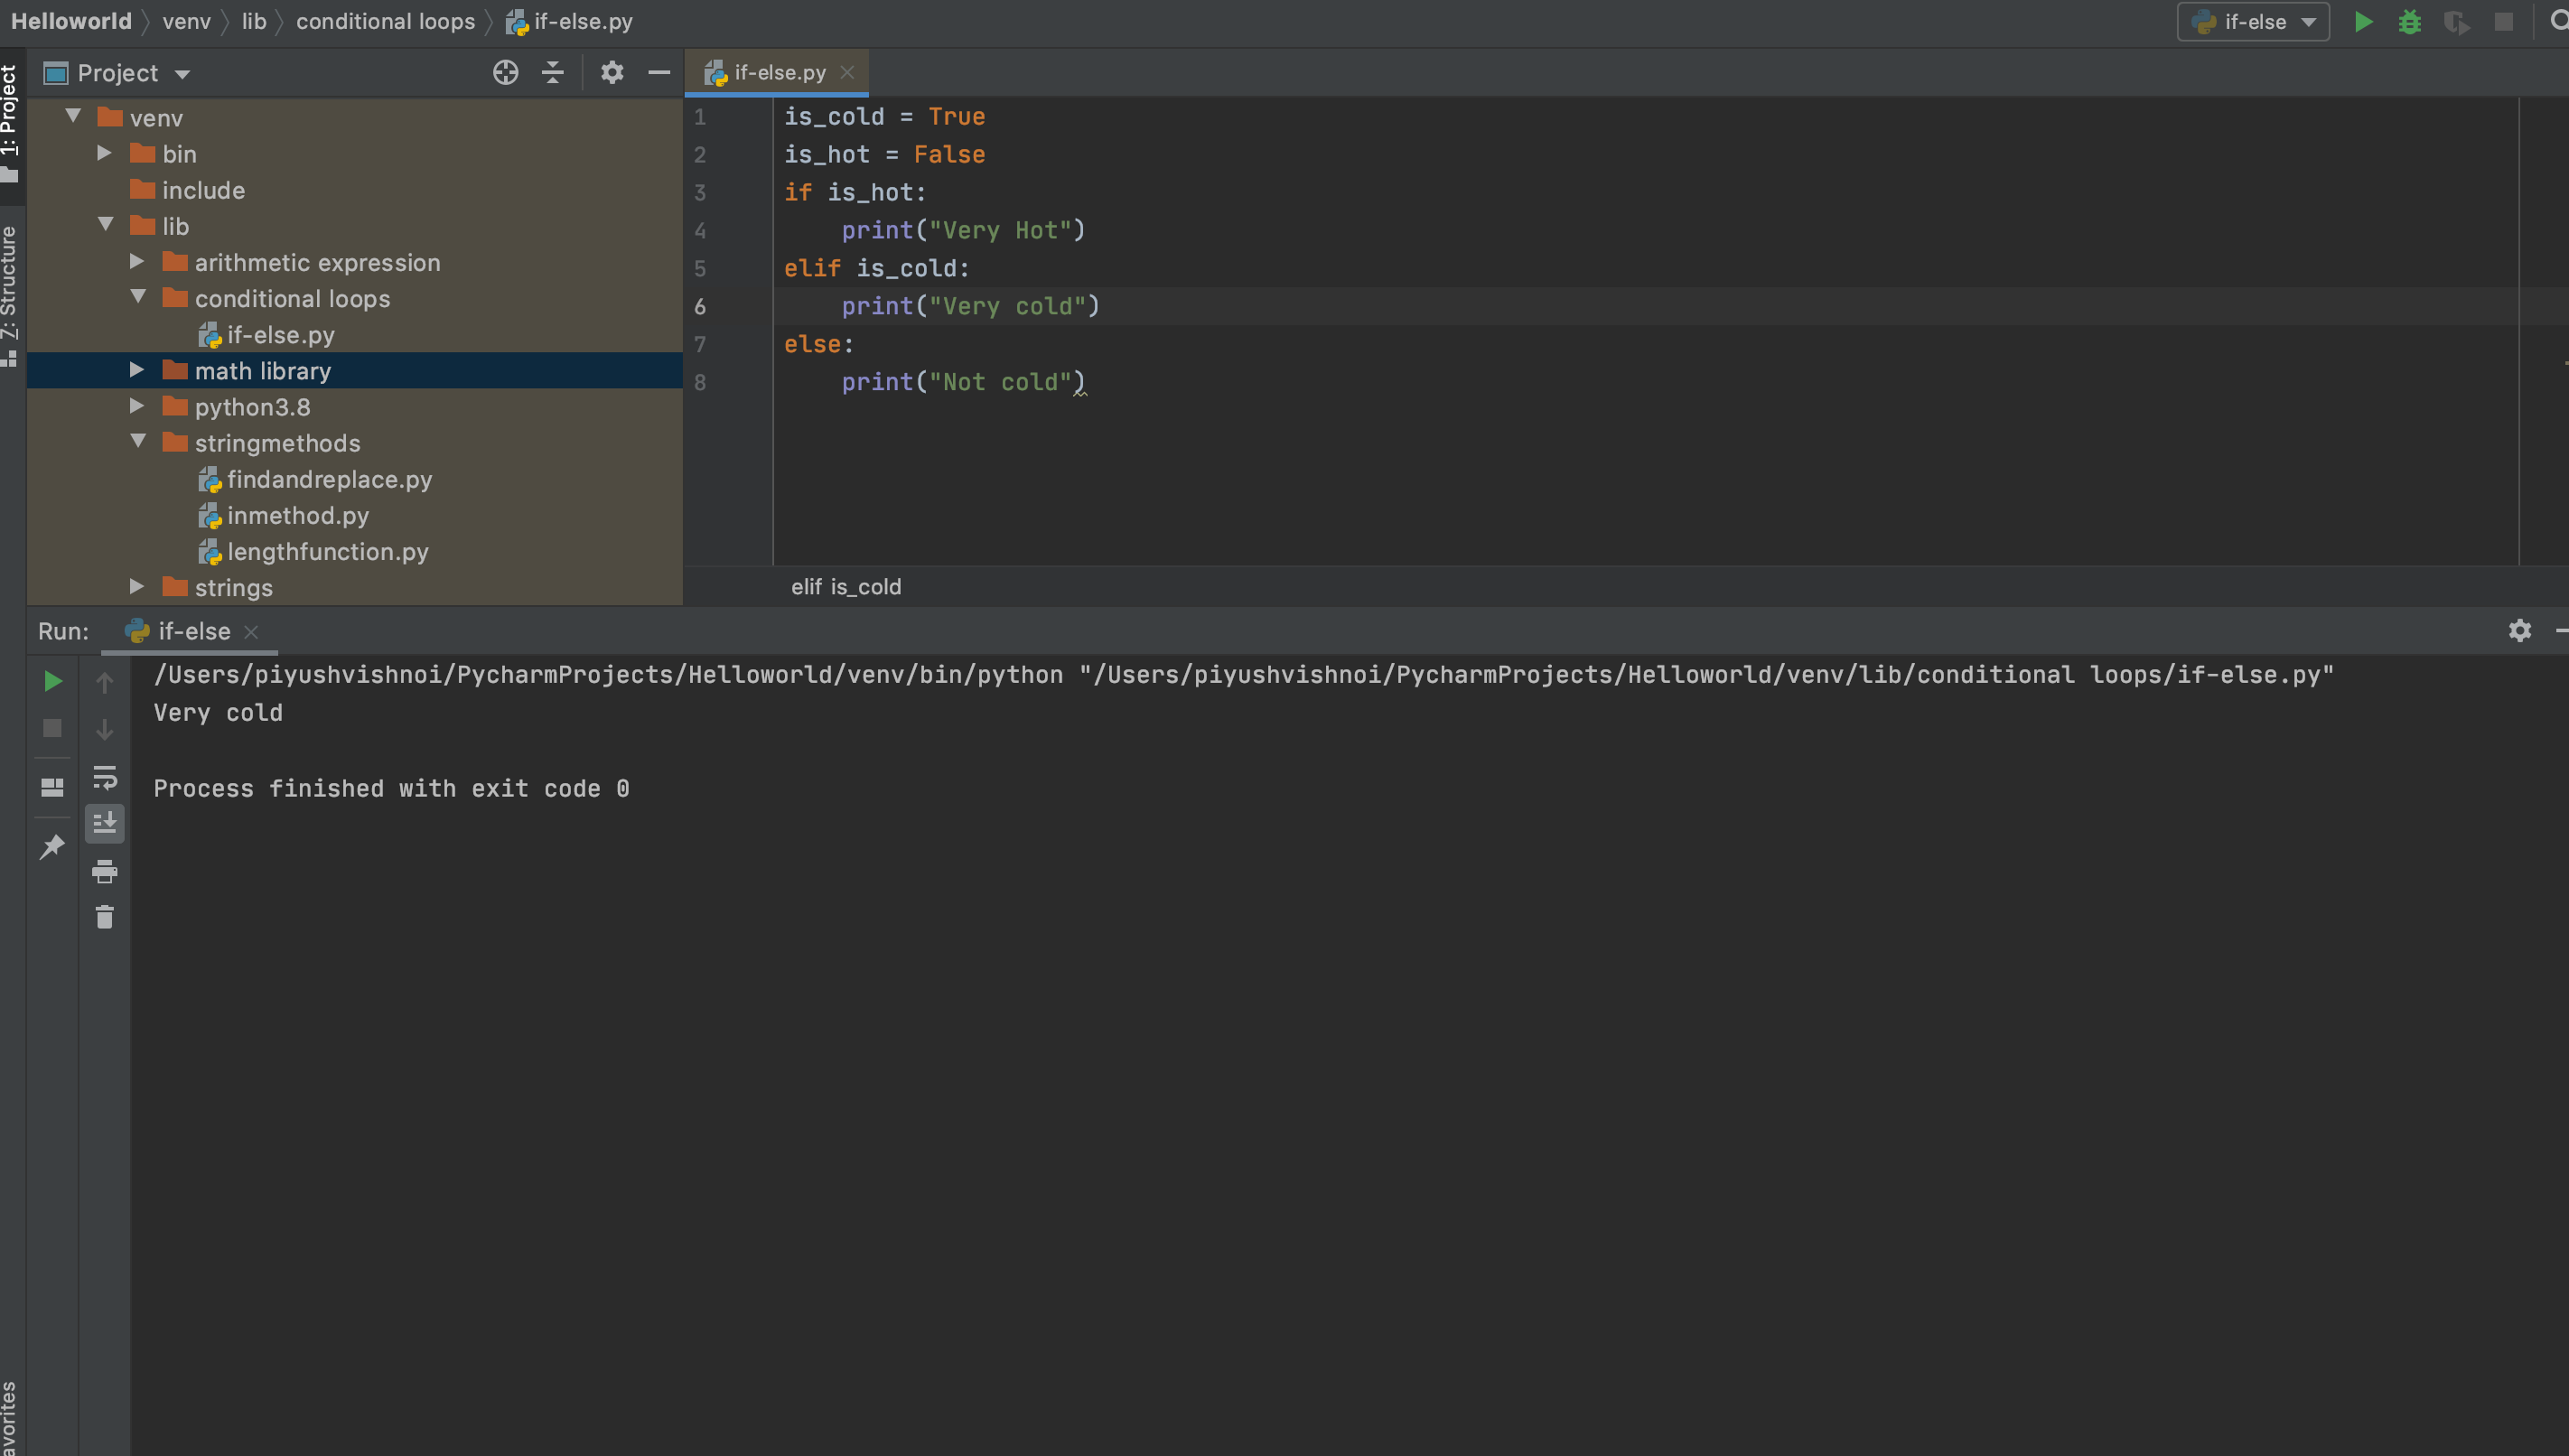 Helloworld venv lib conditional loops if-else.py
if-else
1: Project
Project
if-else.py
venv
bin
include
lib
arithmetic expression
conditional loops
if-else.py
math library
python3.8
stringmethods
findandreplace.py
inmethod.py
lengthfunction.py
strings
7: Structure
1 is_cold = True
2 is_hot = False
3 if is_hot:
4     print("Very Hot")
5 elif is_cold:
6     print("Very cold")
7 else:
8     print("Not cold")
elif is_cold
Run: if-else
/Users/piyushvishnoi/PycharmProjects/Helloworld/venv/bin/python "/Users/piyushvishnoi/PycharmProjects/Helloworld/venv/lib/conditional loops/if-else.py"
Very cold
Process finished with exit code 0
avorites